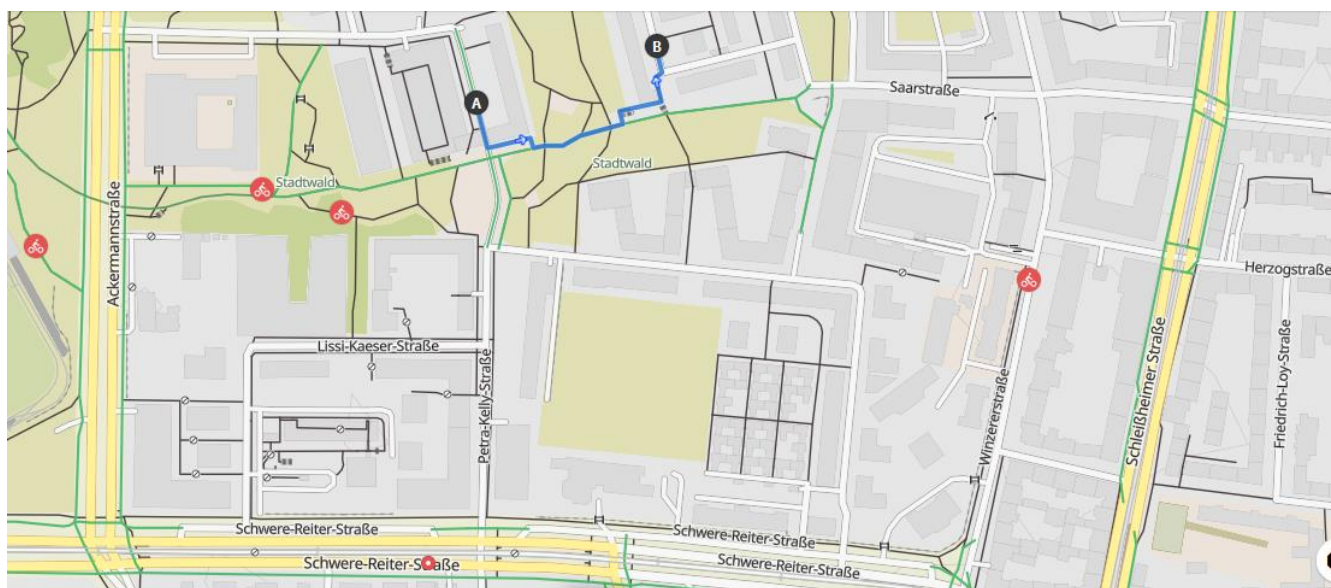 B
A
Saarstraße
Stadtwald
Stadtwald
Ackermannstraße
Herzogstraße
Lissi-Kaeser-Straße
Petra-Kelly-Straße
Winzererstraße
Schleißheimer Straße
Friedrich-Loy-Straße
Schwere-Reiter-Straße
Schwere-Reiter-Straße
Schwere-Reiter-Straße
Schwere-Reiter-Straße